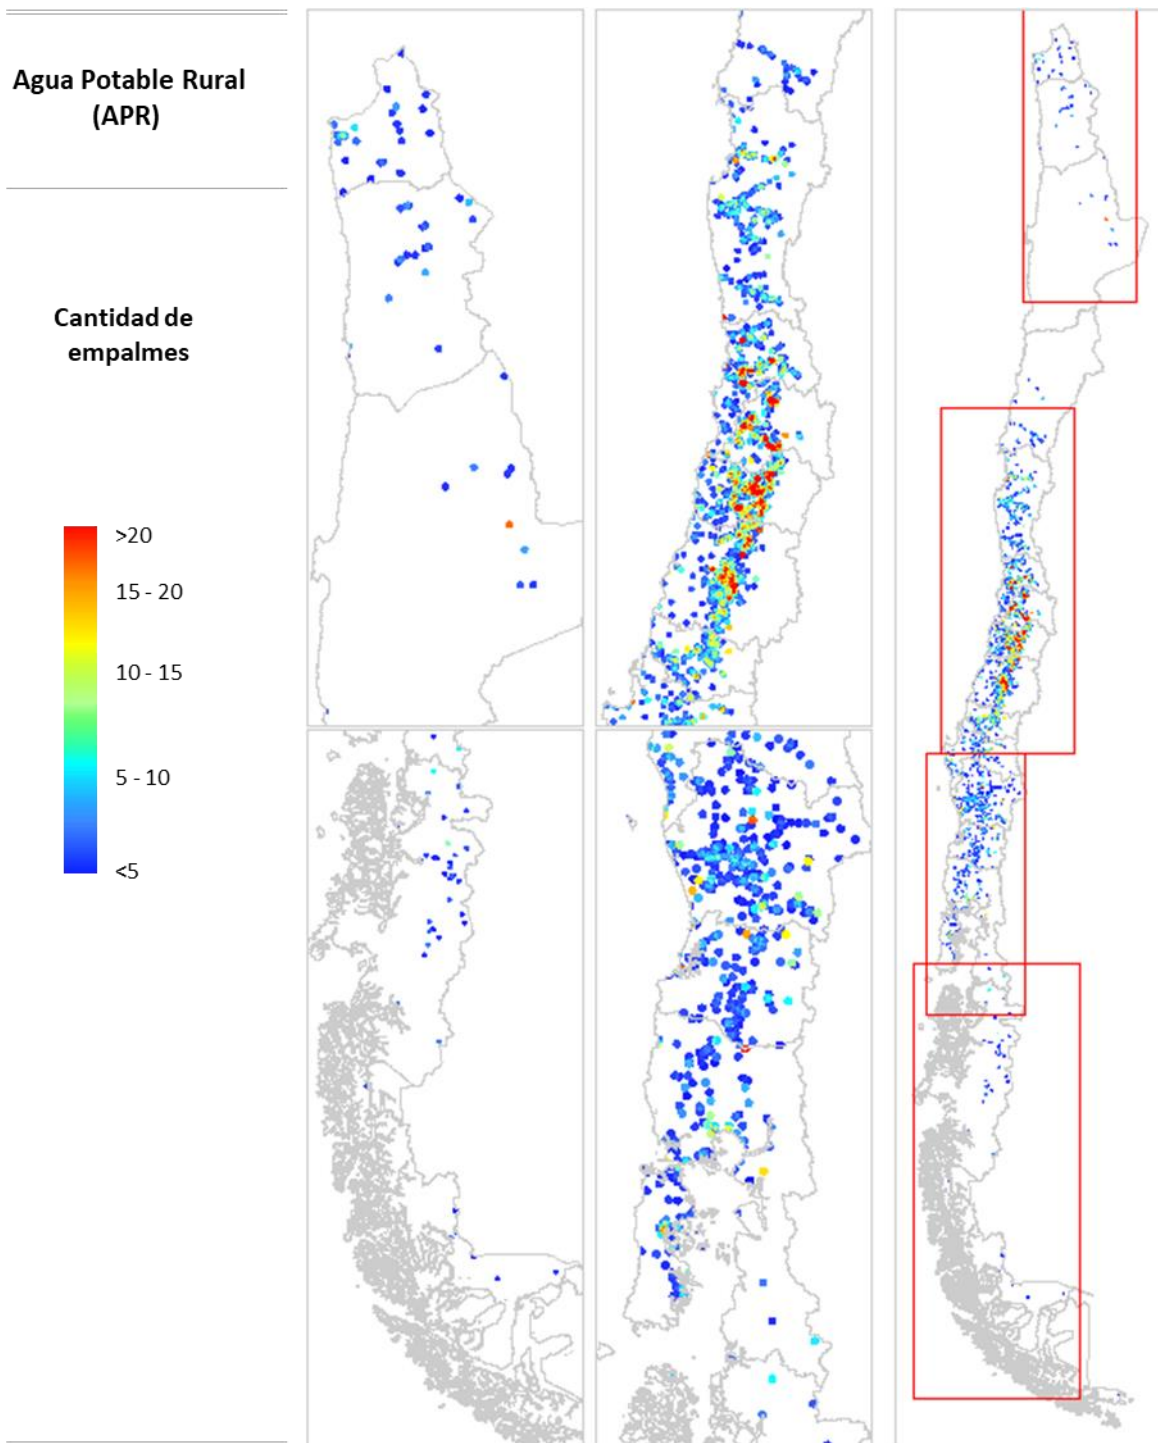 Agua Potable Rural
(APR)
Cantidad de
empalmes
>20
15 - 20
10 - 15
5 - 10
<5